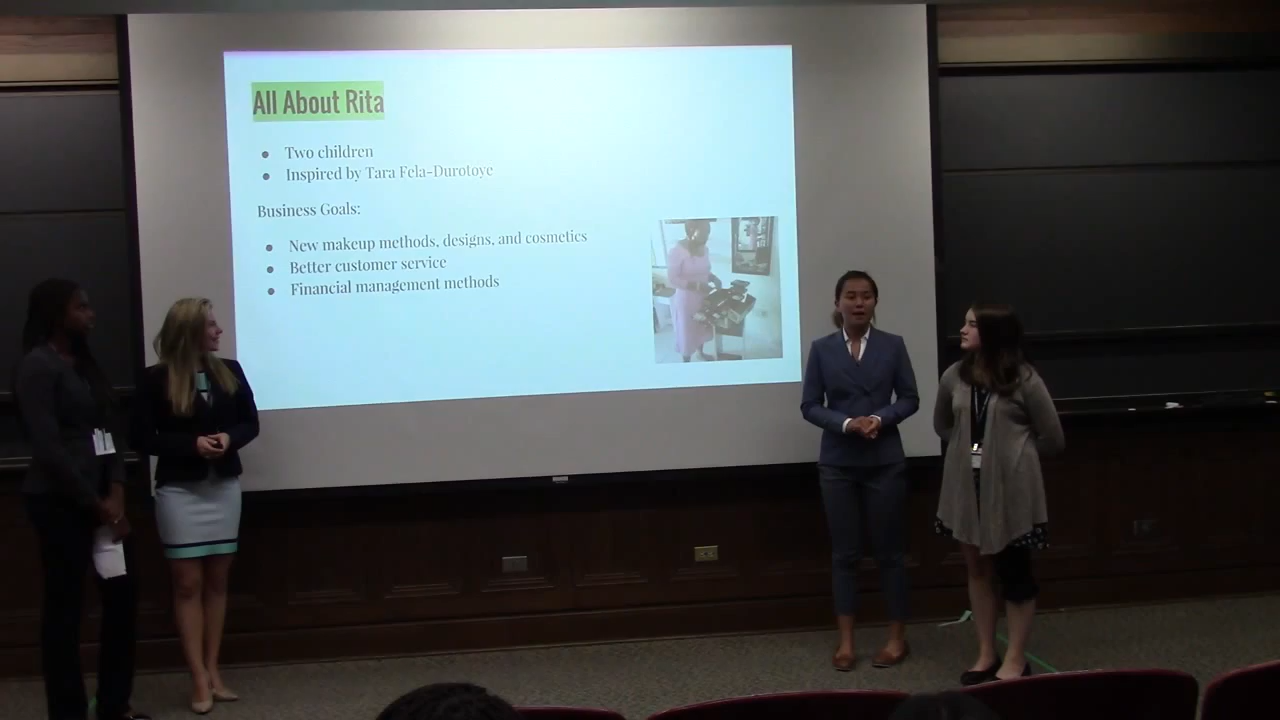 All About Rita
● Two children
● Inspired by Tara Fela-Durotoye
Business Goals:
● New makeup methods, designs, and cosmetics
● Better customer service
● Financial management methods